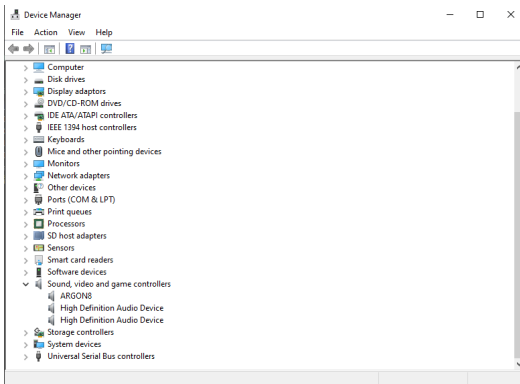 Device Manager
File Action View Help
Computer
Disk drives
Display adaptors
DVD/CD-ROM drives
IDE ATA/ATAPI controllers
IEEE 1394 host controllers
Keyboards
Mice and other pointing devices
Monitors
Network adapters
Other devices
Ports (COM & LPT)
Print queues
Processors
SD host adapters
Sensors
Smart card readers
Software devices
Sound, video and game controllers
ARGON8
High Definition Audio Device
High Definition Audio Device
Storage controllers
System devices
Universal Serial Bus controllers